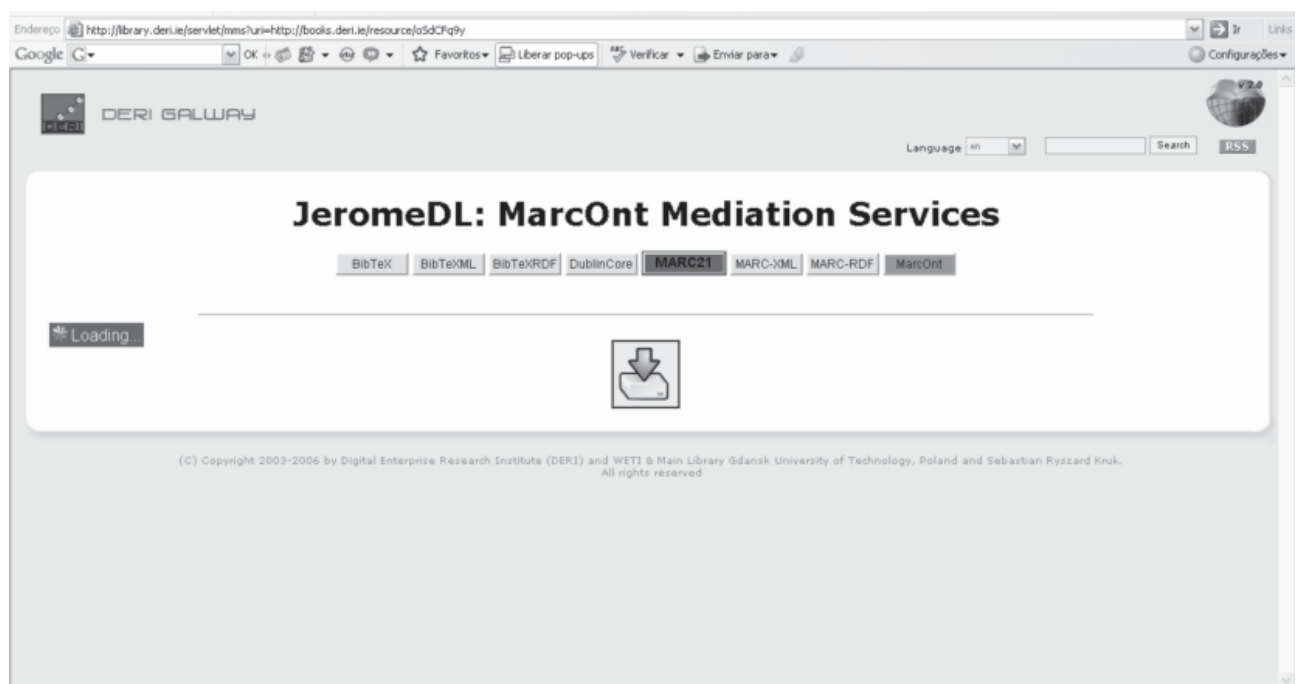 Endereço http://library.deri.ie/servlet/mms?uri=http://books.deri.ie/resource/oSdCFq9y Ir Links
Google G OK Favoritos Liberar pop-ups Verificar Enviar para Configurações
V 2.0
DERI DERI GALWAY
Language en Search RSS
JeromeDL: MarcOnt Mediation Services
BibTeX BibTeXML BibTeXRDF DublinCore MARC21 MARC-XML MARC-RDF MarcOnt
Loading...
(C) Copyright 2003-2006 by Digital Enterprise Research Institute (DERI) and WETI & Main Library Gdansk University of Technology, Poland and Sebastian Ryszard Kruk.
All rights reserved